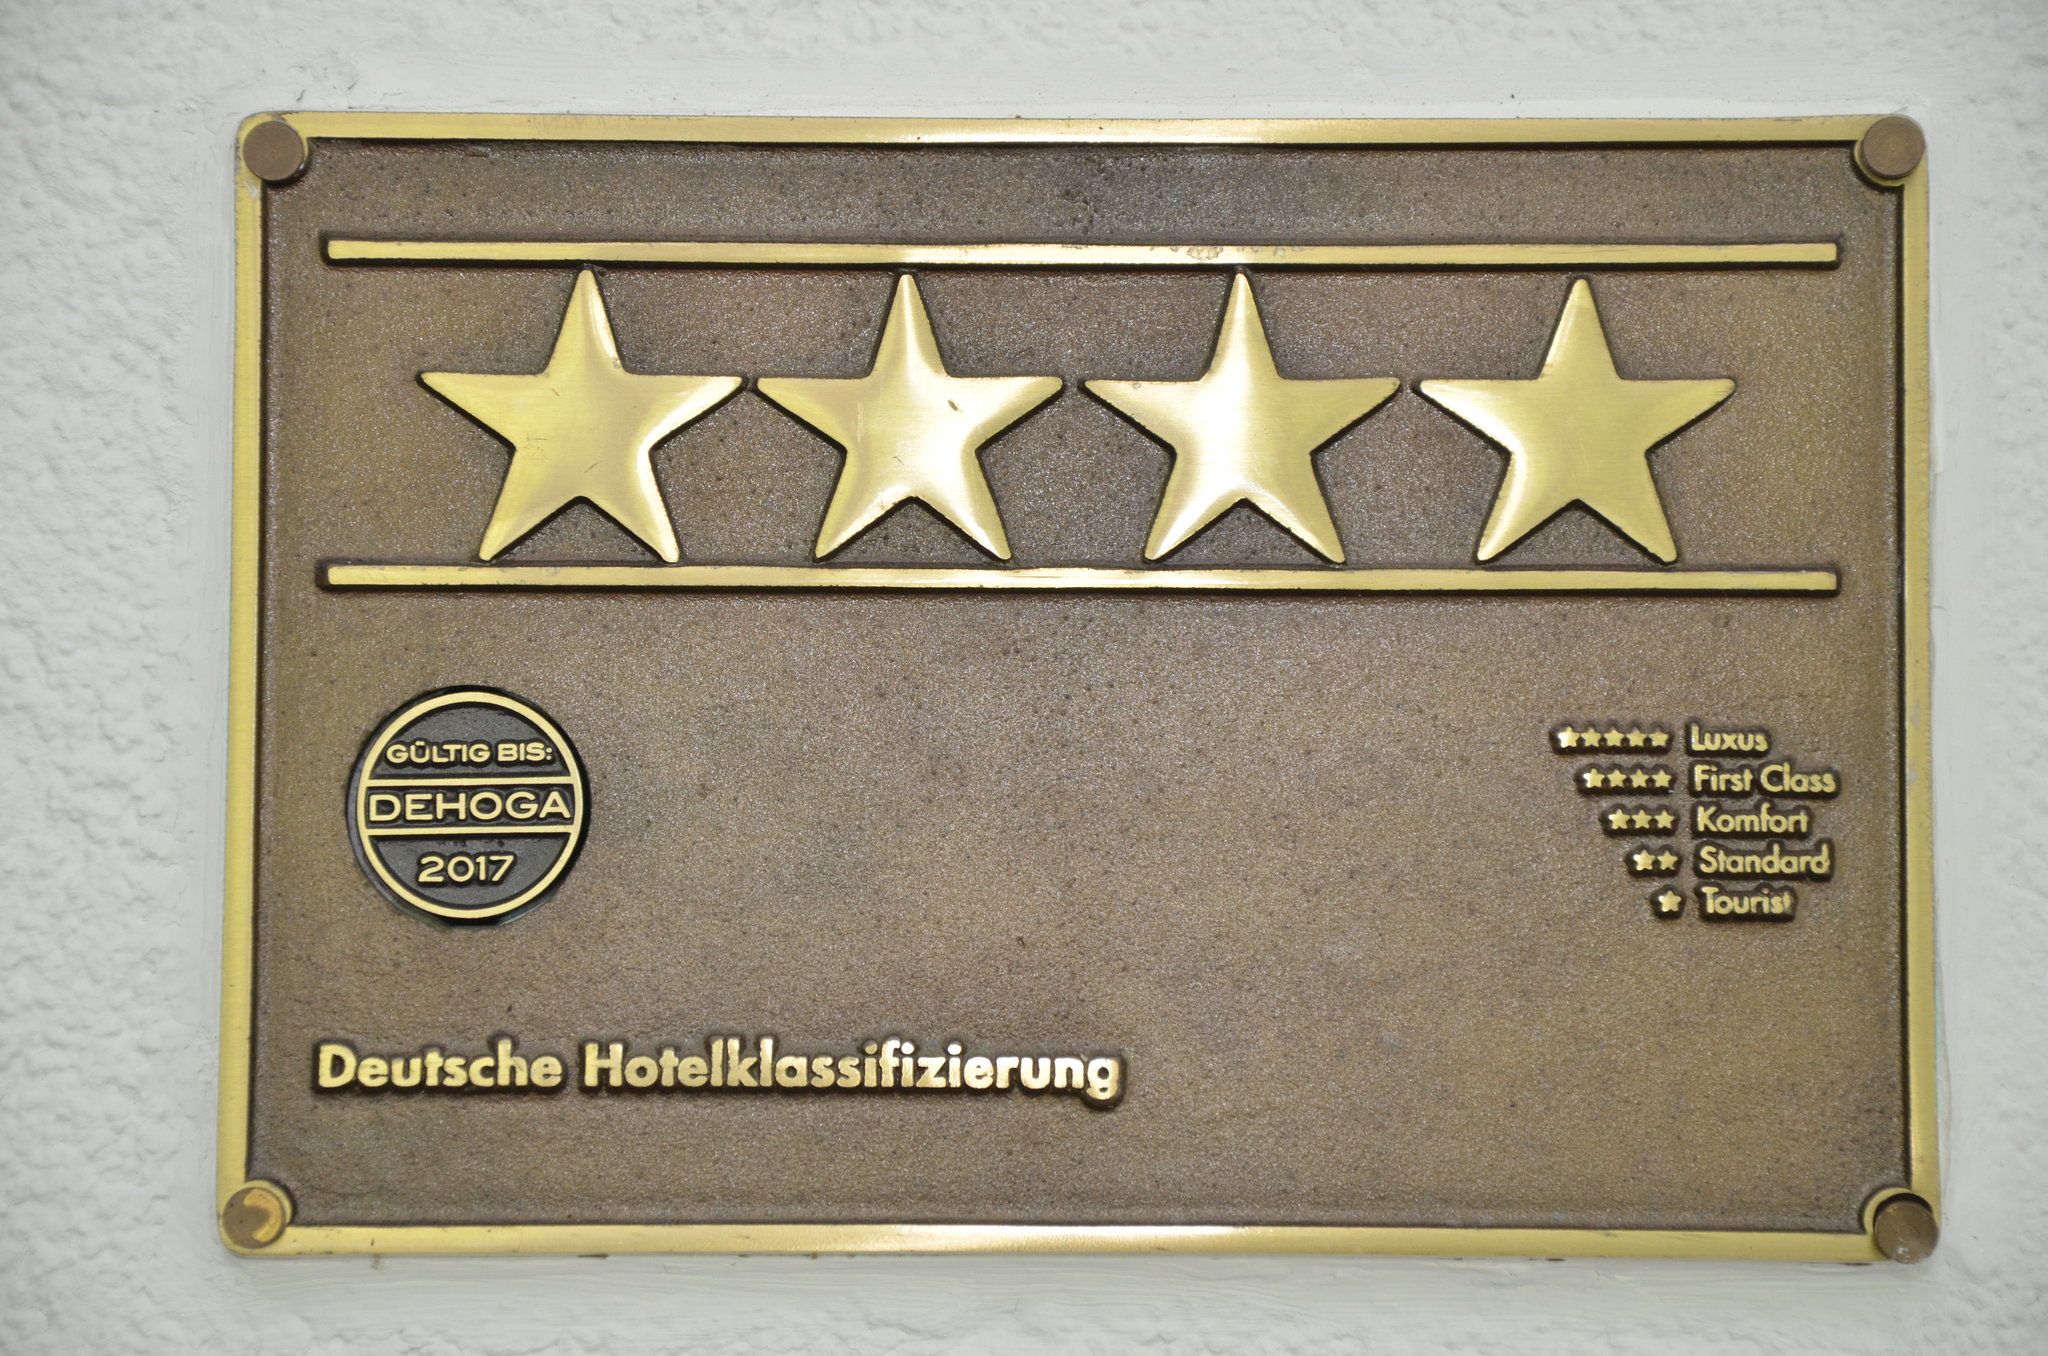 GÜLTIG BIS:
DEHOGA
2017
★★★★★ Luxus
★★★★ First Class
★★★ Komfort
★★ Standard
★ Tourist
Deutsche Hotelklassifizierung